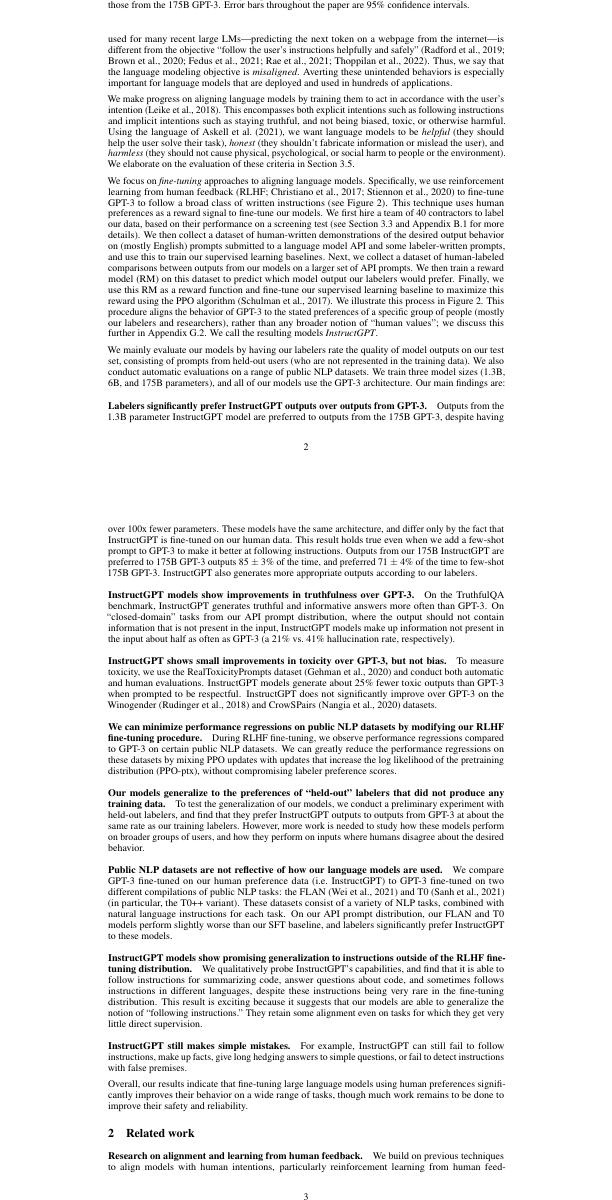 those from the 175B GPT-3. Error bars throughout the paper are 95% confidence intervals.
used for many recent large LMs—predicting the next token on a webpage from the internet—is
different from the objective “follow the user's instructions helpfully and safely” (Radford et al., 2019;
Brown et al., 2020; Fedus et al., 2021; Rae et al., 2021; Thoppilan et al., 2022). Thus, we say that
the language modeling objective is misaligned. Averting these unintended behaviors is especially
important for language models that are deployed and used in hundreds of applications.
We make progress on aligning language models by training them to act in accordance with the user's
intention (Leike et al., 2018). This encompasses both explicit intentions such as following instructions
and implicit intentions such as staying truthful, and not being biased, toxic, or otherwise harmful.
Using the language of Askell et al. (2021), we want language models to be helpful (they should
help the user solve their task), honest (they shouldn't fabricate information or mislead the user), and
harmless (they should not cause physical, psychological, or social harm to people or the environment).
We elaborate on the evaluation of these criteria in Section 3.5.
We focus on fine-tuning approaches to aligning language models. Specifically, we use reinforcement
learning from human feedback (RLHF; Christiano et al., 2017; Stiennon et al., 2020) to fine-tune
GPT-3 to follow a broad class of written instructions (see Figure 2). This technique uses human
preferences as a reward signal to fine-tune our models. We first hire a team of 40 contractors to label
our data, based on their performance on a screening test (see Section 3.3 and Appendix B.1 for more
details). We then collect a dataset of human-written demonstrations of the desired output behavior
on (mostly English) prompts submitted to a language model API and some labeler-written prompts,
and use this to train our supervised learning baselines. Next, we collect a dataset of human-labeled
comparisons between outputs from our models on a larger set of API prompts. We then train a reward
model (RM) on this dataset to predict which model output our labelers would prefer. Finally, we
use this RM as a reward function and fine-tune our supervised learning baseline to maximize this
reward using the PPO algorithm (Schulman et al., 2017). We illustrate this process in Figure 2. This
procedure aligns the behavior of GPT-3 to the stated preferences of a specific group of people (mostly
our labelers and researchers), rather than any broader notion of “human values”; we discuss this
further in Appendix G.2. We call the resulting models InstructGPT.
We mainly evaluate our models by having our labelers rate the quality of model outputs on our test
set, consisting of prompts from held-out users (who are not represented in the training data). We also
conduct automatic evaluations on a range of public NLP datasets. We train three model sizes (1.3B,
6B, and 175B parameters), and all of our models use the GPT-3 architecture. Our main findings are:
Labelers significantly prefer InstructGPT outputs over outputs from GPT-3. Outputs from the
1.3B parameter InstructGPT model are preferred to outputs from the 175B GPT-3, despite having
2
over 100x fewer parameters. These models have the same architecture, and differ only by the fact that
InstructGPT is fine-tuned on our human data. This result holds true even when we add a few-shot
prompt to GPT-3 to make it better at following instructions. Outputs from our 175B InstructGPT are
preferred to 175B GPT-3 outputs 85 ± 3% of the time, and preferred 71 ± 4% of the time to few-shot
175B GPT-3. InstructGPT also generates more appropriate outputs according to our labelers.
InstructGPT models show improvements in truthfulness over GPT-3. On the TruthfulQA
benchmark, InstructGPT generates truthful and informative answers more often than GPT-3. On
“closed-domain” tasks from our API prompt distribution, where the output should not contain
information that is not present in the input, InstructGPT models make up information not present in
the input about half as often as GPT-3 (a 21% vs. 41% hallucination rate, respectively).
InstructGPT shows small improvements in toxicity over GPT-3, but not bias. To measure
toxicity, we use the RealToxicityPrompts dataset (Gehman et al., 2020) and conduct both automatic
and human evaluations. InstructGPT models generate about 25% fewer toxic outputs than GPT-3
when prompted to be respectful. InstructGPT does not significantly improve over GPT-3 on the
Winogender (Rudinger et al., 2018) and CrowSPairs (Nangia et al., 2020) datasets.
We can minimize performance regressions on public NLP datasets by modifying our RLHF
fine-tuning procedure. During RLHF fine-tuning, we observe performance regressions compared
to GPT-3 on certain public NLP datasets. We can greatly reduce the performance regressions on
these datasets by mixing PPO updates with updates that increase the log likelihood of the pretraining
distribution (PPO-ptx), without compromising labeler preference scores.
Our models generalize to the preferences of “held-out” labelers that did not produce any
training data. To test the generalization of our models, we conduct a preliminary experiment with
held-out labelers, and find that they prefer InstructGPT outputs to outputs from GPT-3 at about the
same rate as our training labelers. However, more work is needed to study how these models perform
on broader groups of users, and how they perform on inputs where humans disagree about the desired
behavior.
Public NLP datasets are not reflective of how our language models are used. We compare
GPT-3 fine-tuned on our human preference data (i.e. InstructGPT) to GPT-3 fine-tuned on two
different compilations of public NLP tasks: the FLAN (Wei et al., 2021) and T0 (Sanh et al., 2021)
(in particular, the T0++ variant). These datasets consist of a variety of NLP tasks, combined with
natural language instructions for each task. On our API prompt distribution, our FLAN and T0
models perform slightly worse than our SFT baseline, and labelers significantly prefer InstructGPT
to these models.
InstructGPT models show promising generalization to instructions outside of the RLHF fine-
tuning distribution. We qualitatively probe InstructGPT's capabilities, and find that it is able to
follow instructions for summarizing code, answer questions about code, and sometimes follows
instructions in different languages, despite these instructions being very rare in the fine-tuning
distribution. This result is exciting because it suggests that our models are able to generalize the
notion of “following instructions.” They retain some alignment even on tasks for which they get very
little direct supervision.
InstructGPT still makes simple mistakes. For example, InstructGPT can still fail to follow
instructions, make up facts, give long hedging answers to simple questions, or fail to detect instructions
with false premises.
Overall, our results indicate that fine-tuning large language models using human preferences signifi-
cantly improves their behavior on a wide range of tasks, though much work remains to be done to
improve their safety and reliability.
2 Related work
Research on alignment and learning from human feedback. We build on previous techniques
to align models with human intentions, particularly reinforcement learning from human feed-
3